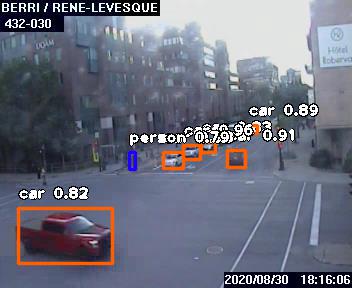 BERRI / RENE-LEVESQUE
432-030
UQAM
Hôtel
car 0.89
person 0.79
0.91
car 0.82
2020/08/30 18:16:06